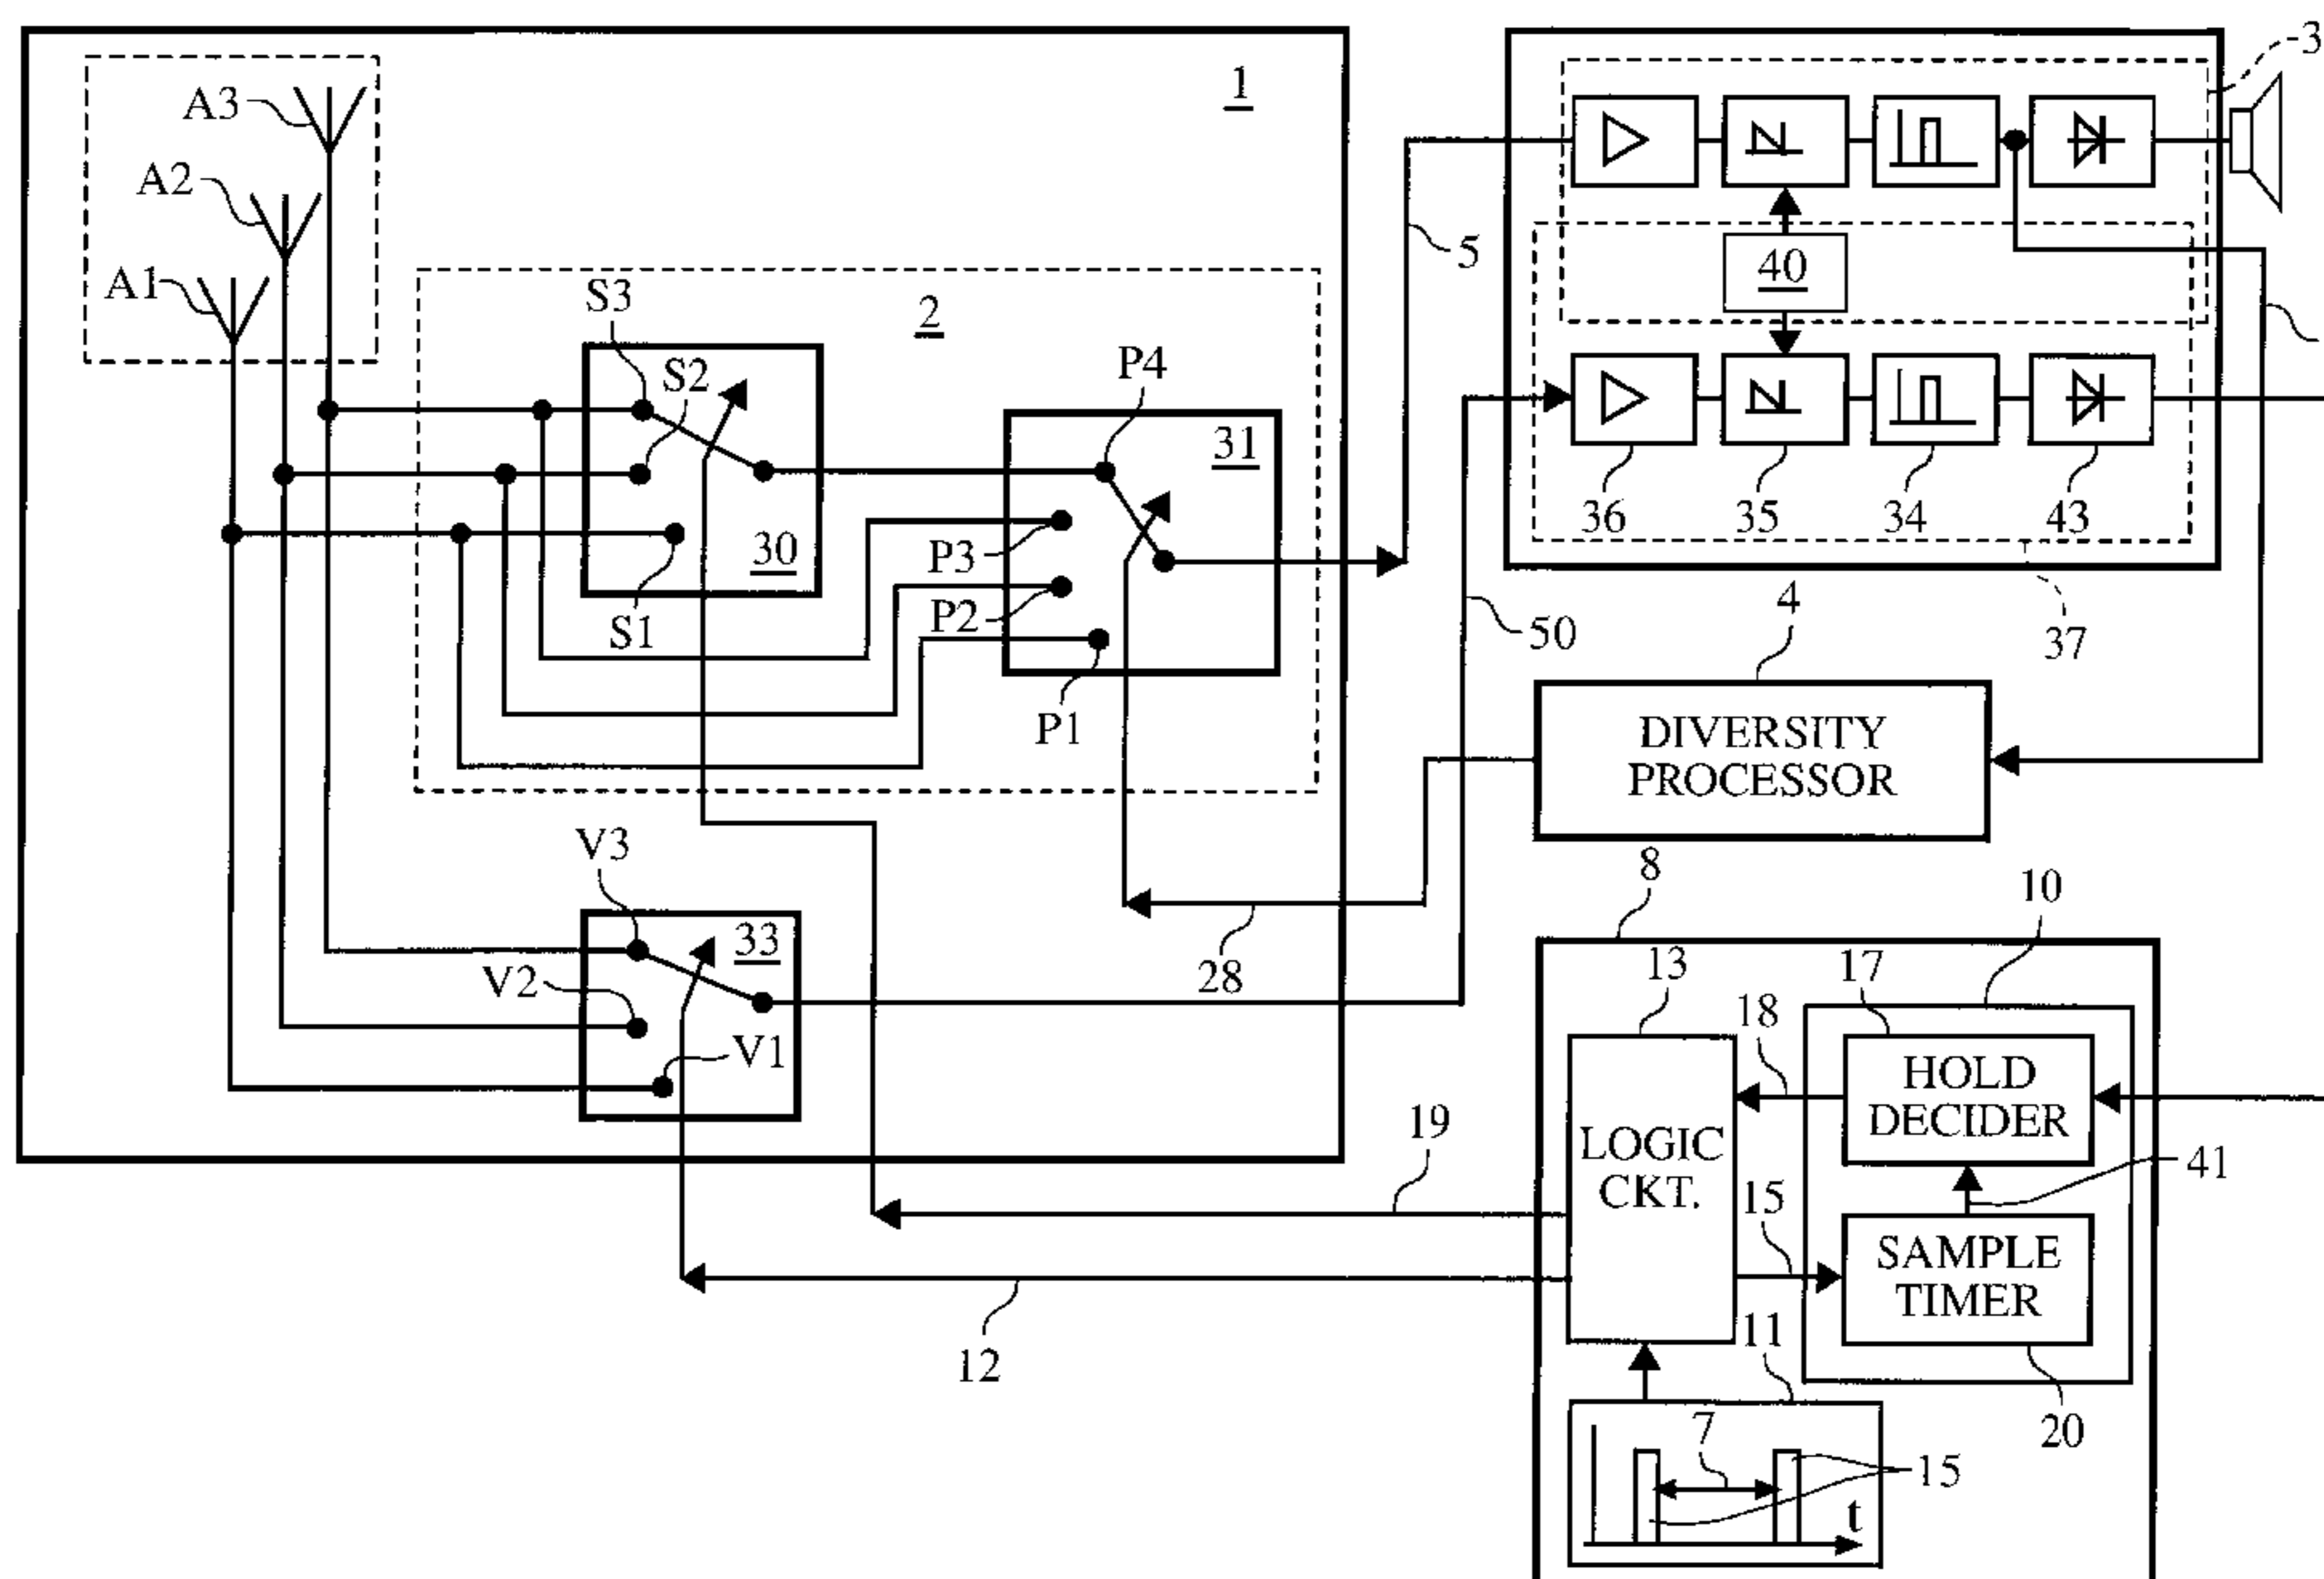 1
3
A3
A2
A1
S3
2
S2
P4
40
5
31
36
35
34
43
30
P3
P2
S1
P1
50
4
37
DIVERSITY
PROCESSOR
V3
8
10
33
28
13
17
V2
18
V1
HOLD
DECIDER
19
LOGIC
CKT.
41
15
SAMPLE
TIMER
12
11
7
20
15
t